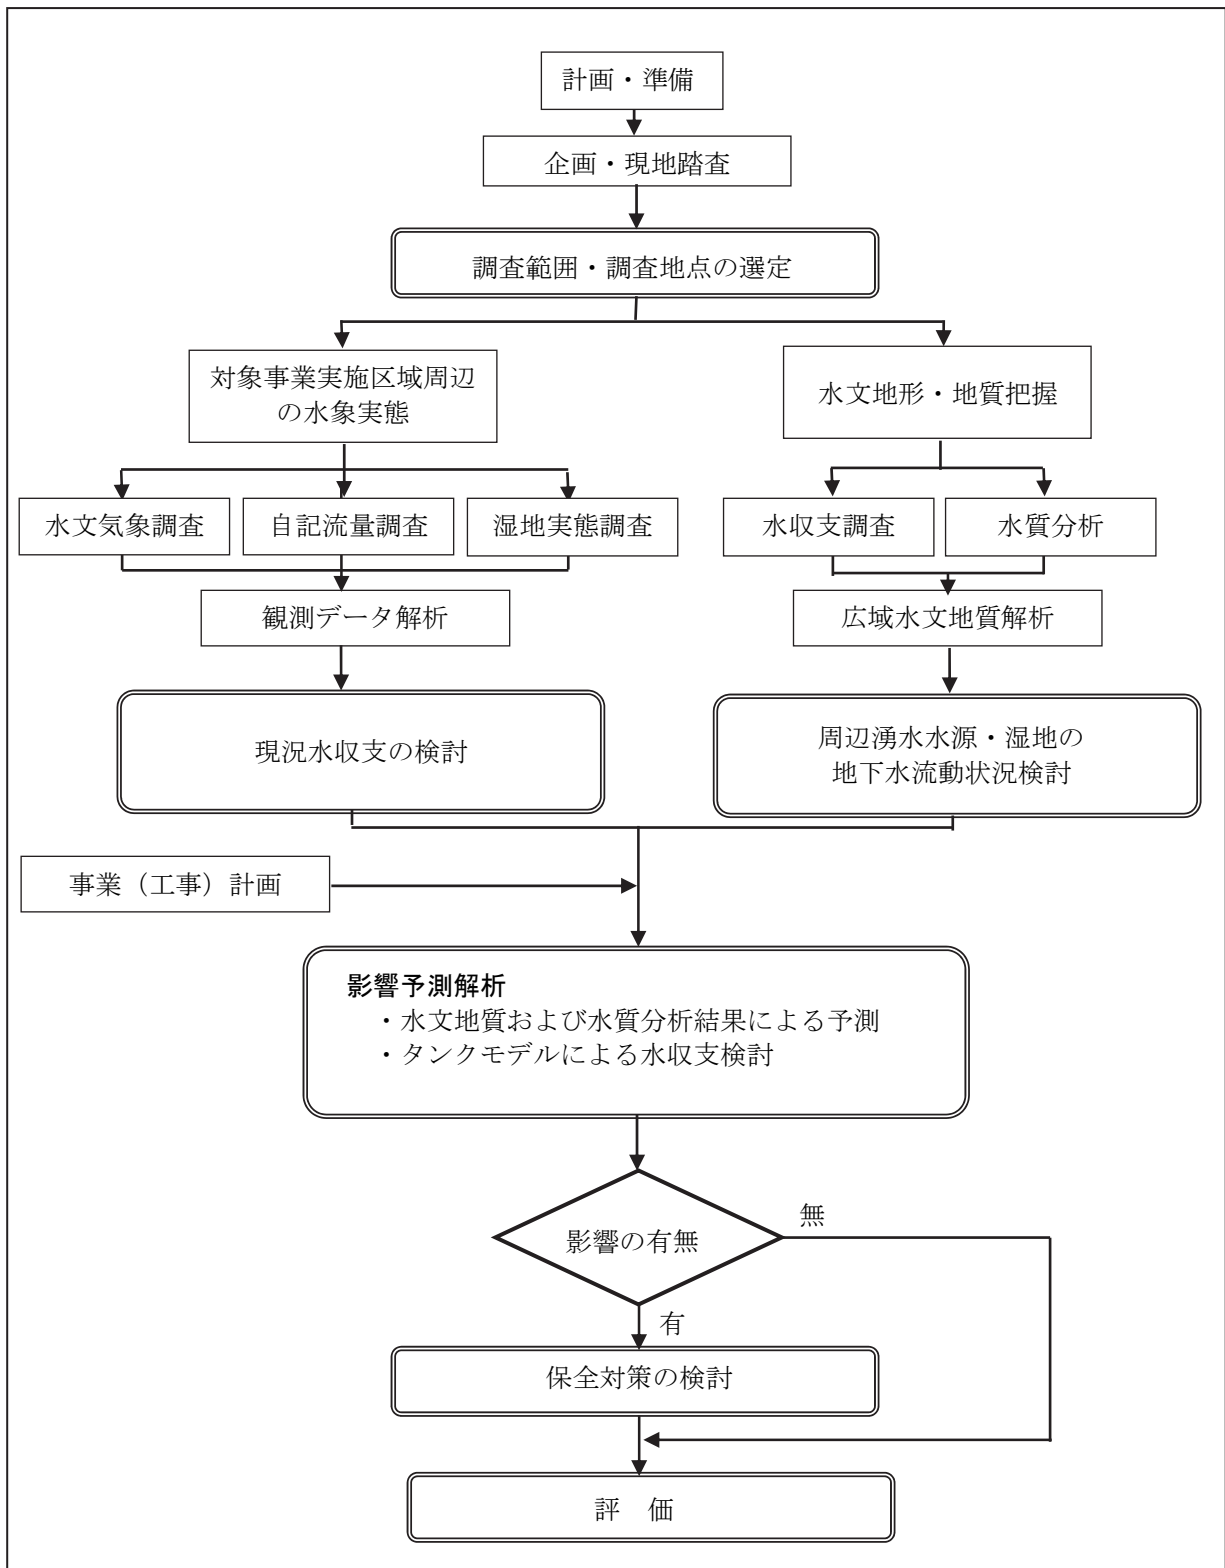 計画・準備
企画・現地踏査
調査範囲・調査地点の選定
対象事業実施区域周辺
の水象実態
水文地形・地質把握
水文気象調査
自記流量調査
湿地実態調査
水収支調査
水質分析
観測データ解析
広域水文地質解析
現況水収支の検討
周辺湧水水源・湿地の
地下水流動状況検討
事業（工事）計画
影響予測解析
・水文地質および水質分析結果による予測
・タンクモデルによる水収支検討
影響の有無
無
有
保全対策の検討
評　価